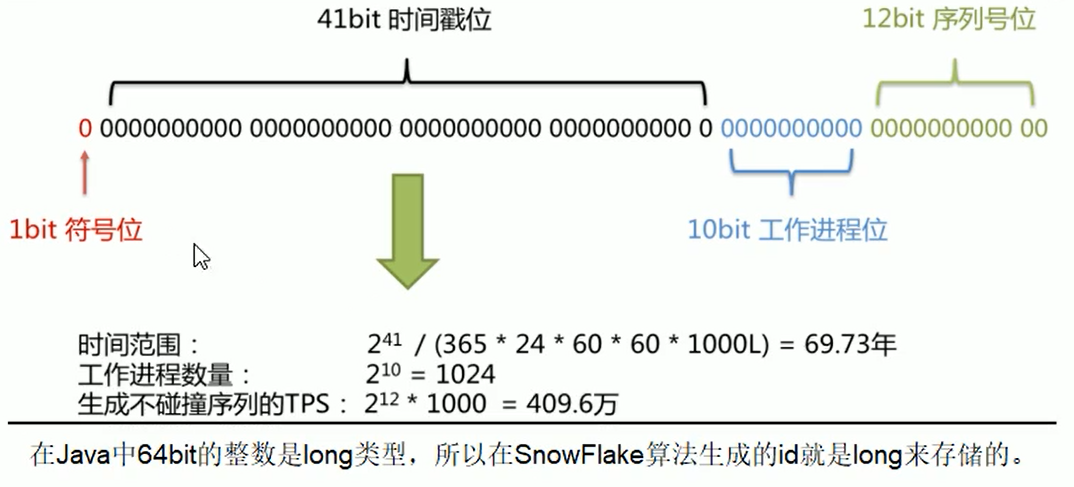 41bit 时间戳位
12bit 序列号位
0 0000000000 0000000000 0000000000 0000000000 0 0000000000 0000000000 00
1bit 符号位
10bit 工作进程位
时间范围： 2⁴¹ / (365 * 24 * 60 * 60 * 1000L) = 69.73年
工作进程数量： 2¹⁰ = 1024
生成不碰撞序列的TPS： 2¹² * 1000 = 409.6万
在Java中64bit的整数是long类型，所以在SnowFlake算法生成的id就是long来存储的。